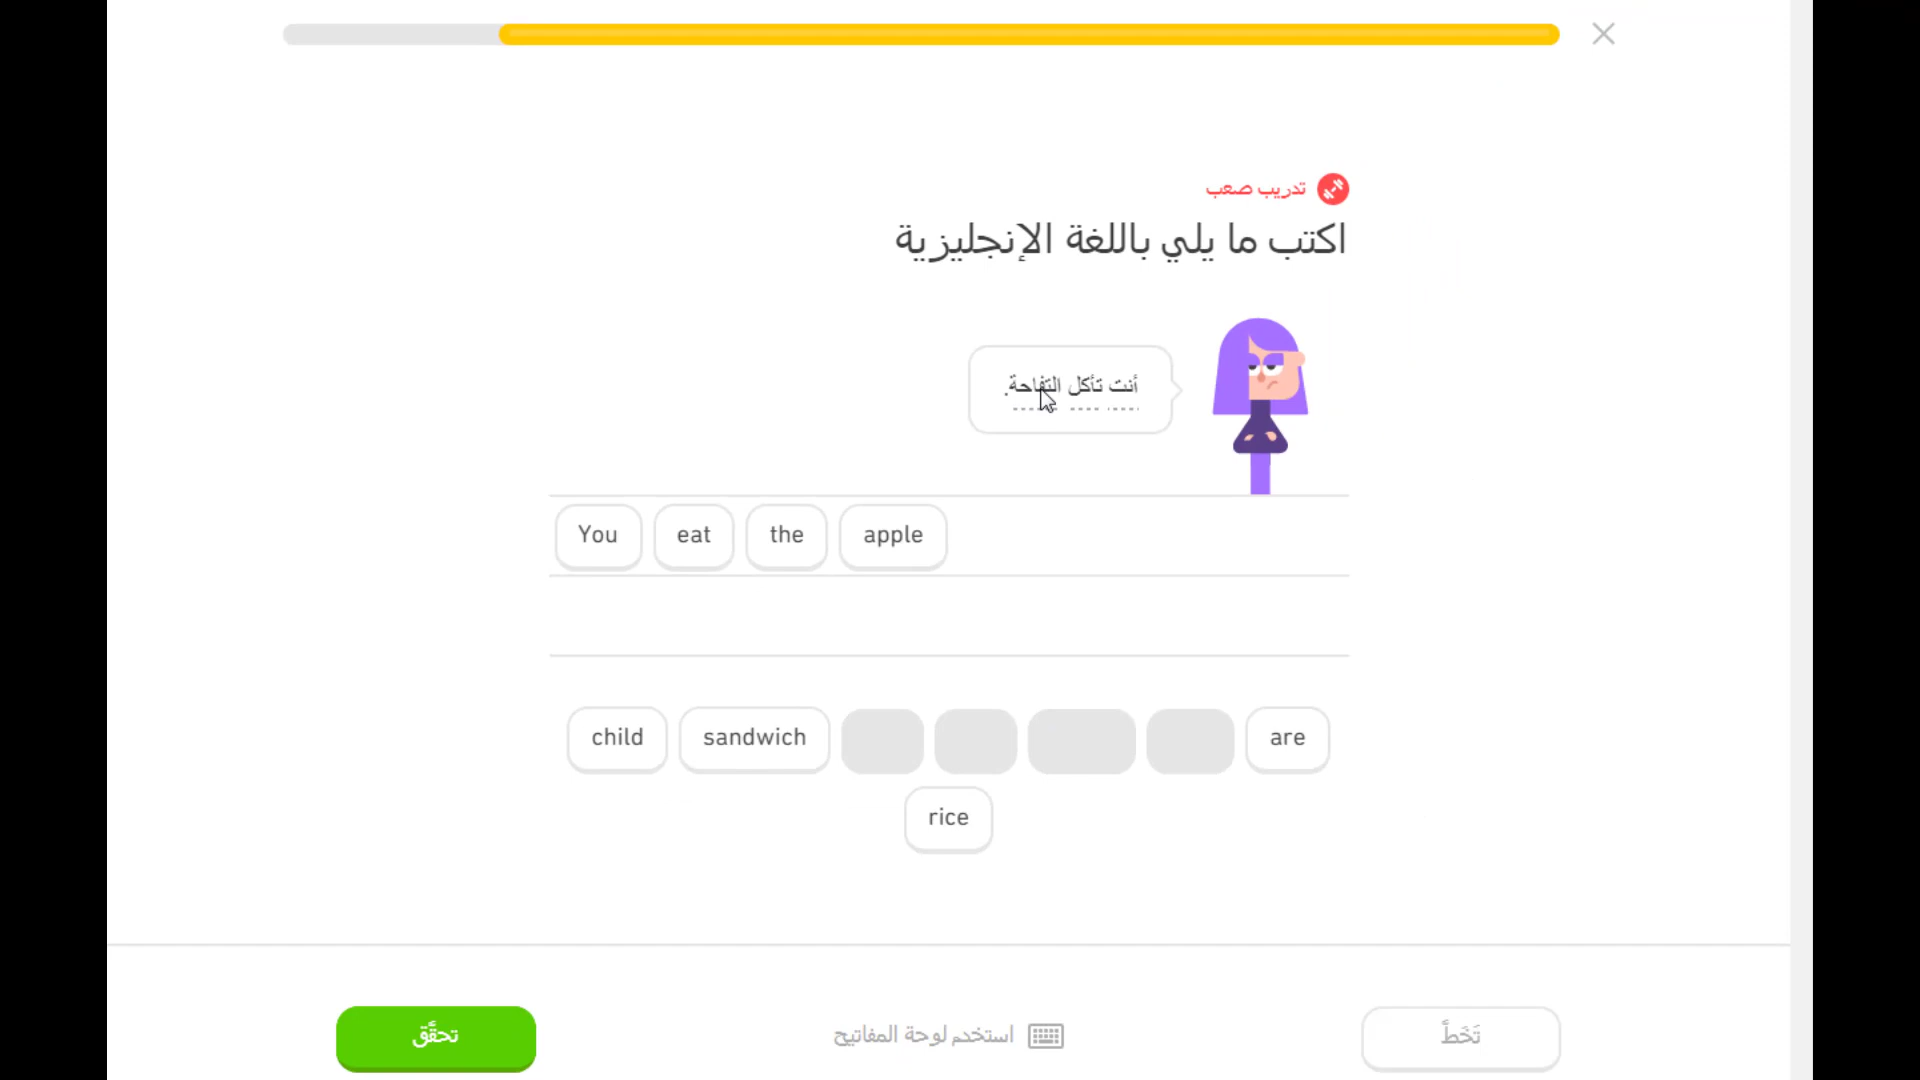 تدريب صعب
اكتب ما يلي باللغة الإنجليزية
أنت تأكل التفاحة.
You eat the apple
child sandwich are
rice
تحقَّق استخدم لوحة المفاتيح تَخَطَّ